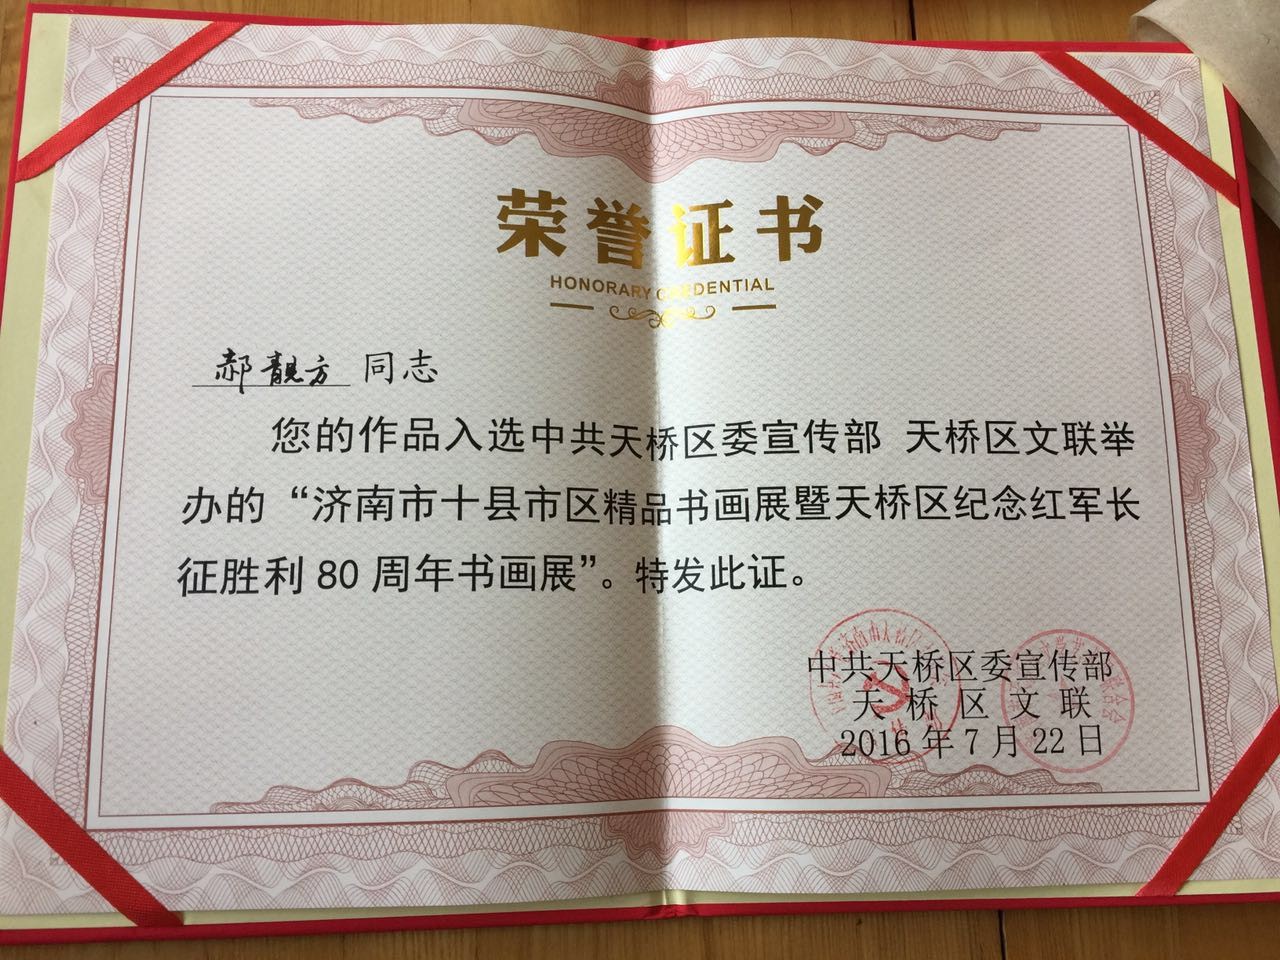 荣誉证书
HONORARY CREDENTIAL
郝靓方 同志
您的作品入选中共天桥区委宣传部 天桥区文联举
办的“济南市十县市区精品书画展暨天桥区纪念红军长
征胜利80周年书画展”。特发此证。
中共天桥区委宣传部
天桥区文联
2016年7月22日